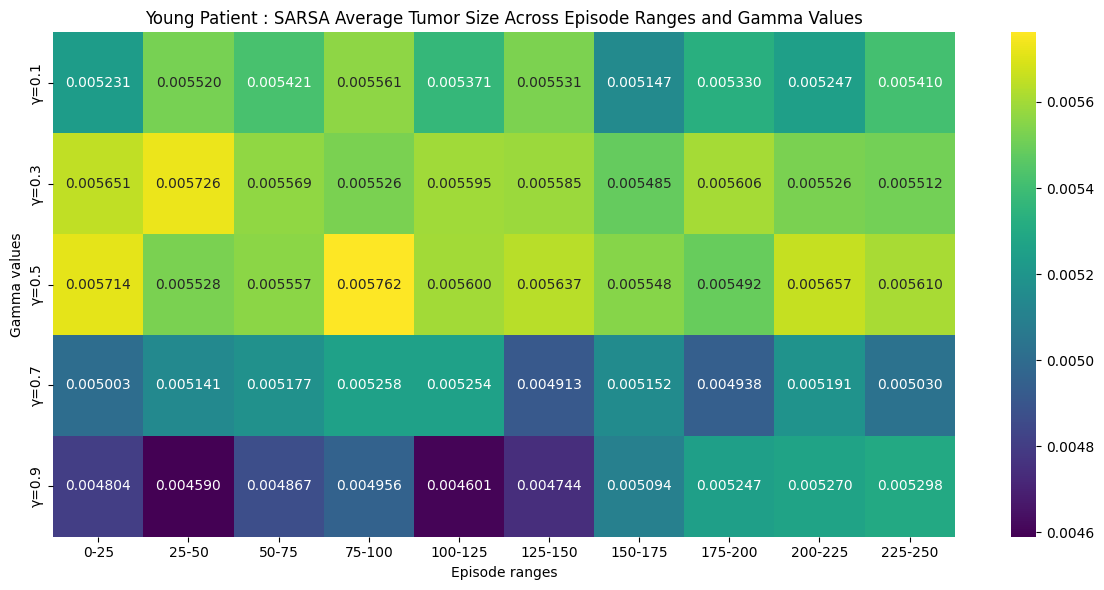 Young Patient : SARSA Average Tumor Size Across Episode Ranges and Gamma Values
Gamma values
γ=0.1
0.005231 0.005520 0.005421 0.005561 0.005371 0.005531 0.005147 0.005330 0.005247 0.005410
γ=0.3
0.005651 0.005726 0.005569 0.005526 0.005595 0.005585 0.005485 0.005606 0.005526 0.005512
γ=0.5
0.005714 0.005528 0.005557 0.005762 0.005600 0.005637 0.005548 0.005492 0.005657 0.005610
γ=0.7
0.005003 0.005141 0.005177 0.005258 0.005254 0.004913 0.005152 0.004938 0.005191 0.005030
γ=0.9
0.004804 0.004590 0.004867 0.004956 0.004601 0.004744 0.005094 0.005247 0.005270 0.005298
0-25 25-50 50-75 75-100 100-125 125-150 150-175 175-200 200-225 225-250
Episode ranges
0.0056
0.0054
0.0052
0.0050
0.0048
0.0046